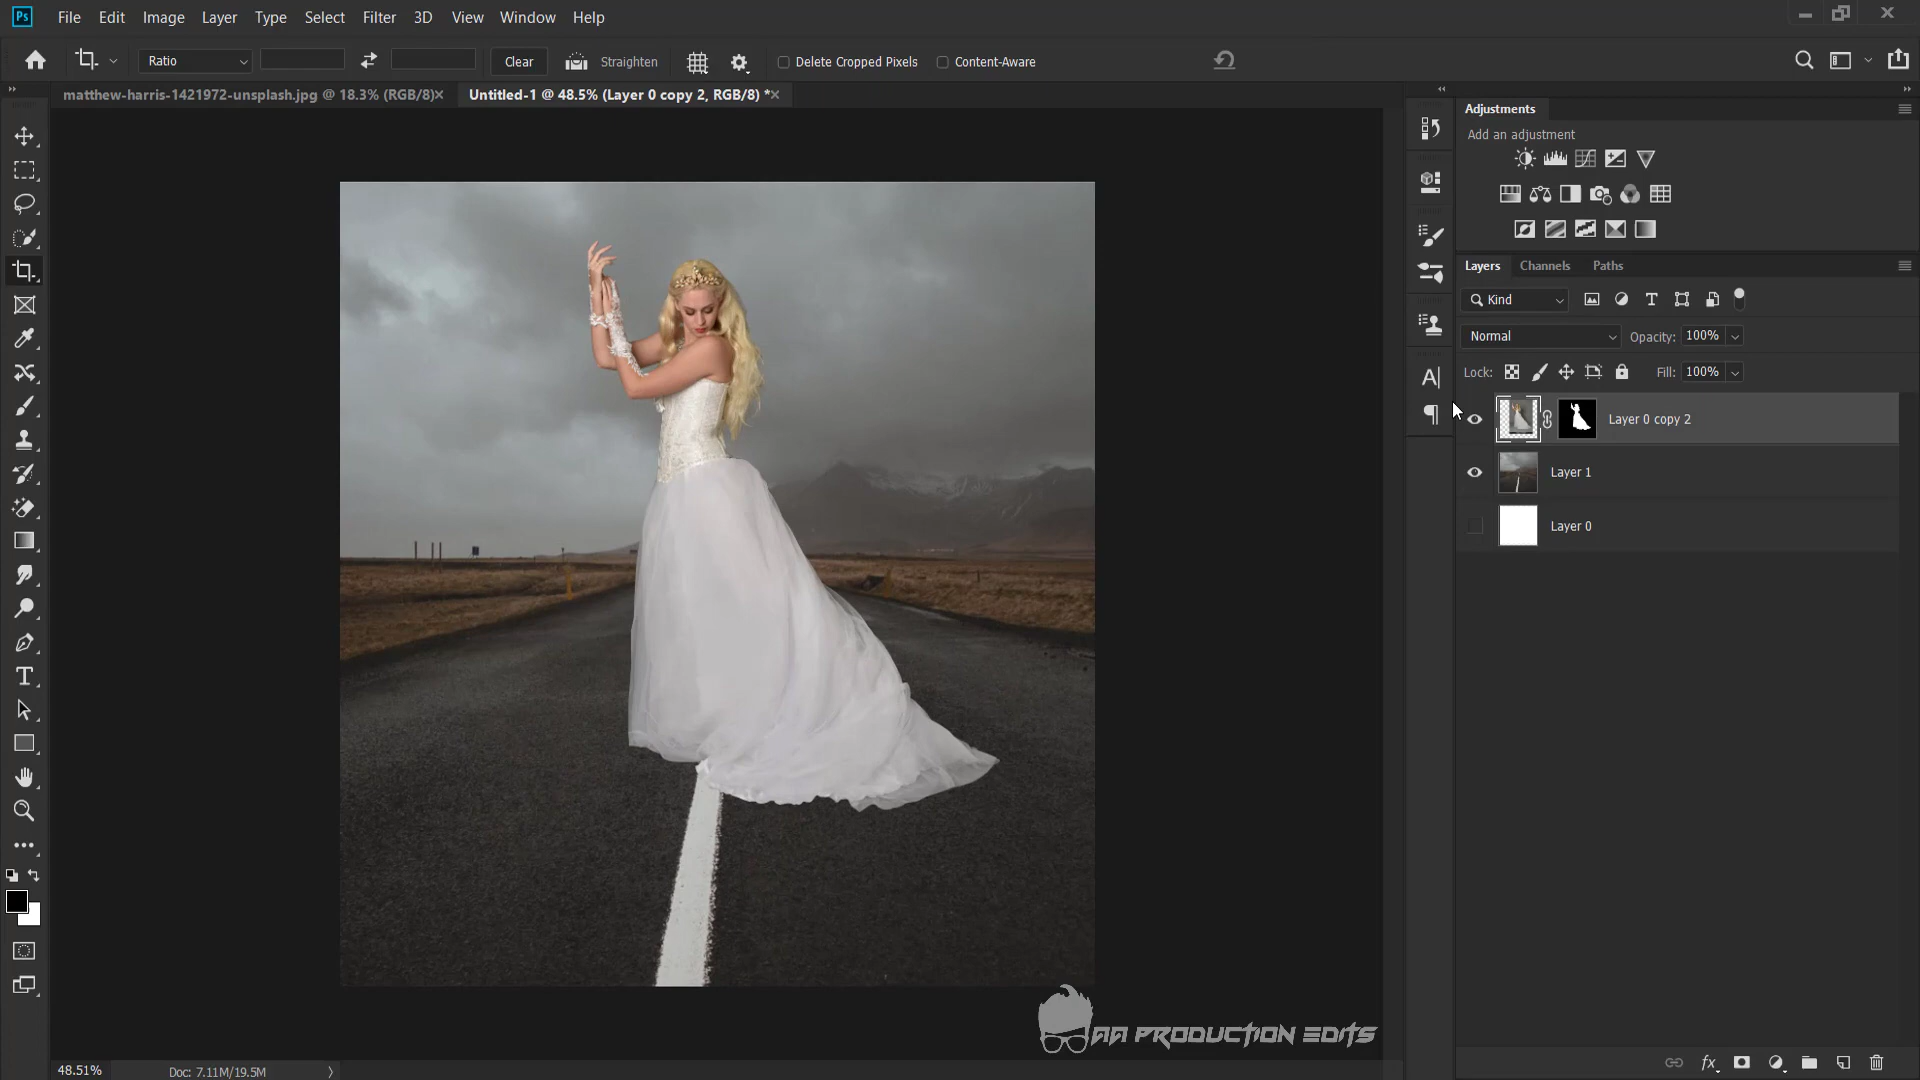 Ps File Edit Image Layer Type Select Filter 3D View Window Help
Ratio Clear Straighten Delete Cropped Pixels Content-Aware
matthew-harris-1421972-unsplash.jpg @ 18.3% (RGB/8) Untitled-1 @ 48.5% (Layer 0 copy 2, RGB/8) *
Adjustments
Add an adjustment
Layers Channels Paths
Kind
Normal Opacity: 100%
Lock: Fill: 100%
Layer 0 copy 2
Layer 1
Layer 0
AA PRODUCTION EDITS
48.51% Doc: 7.11M/19.5M